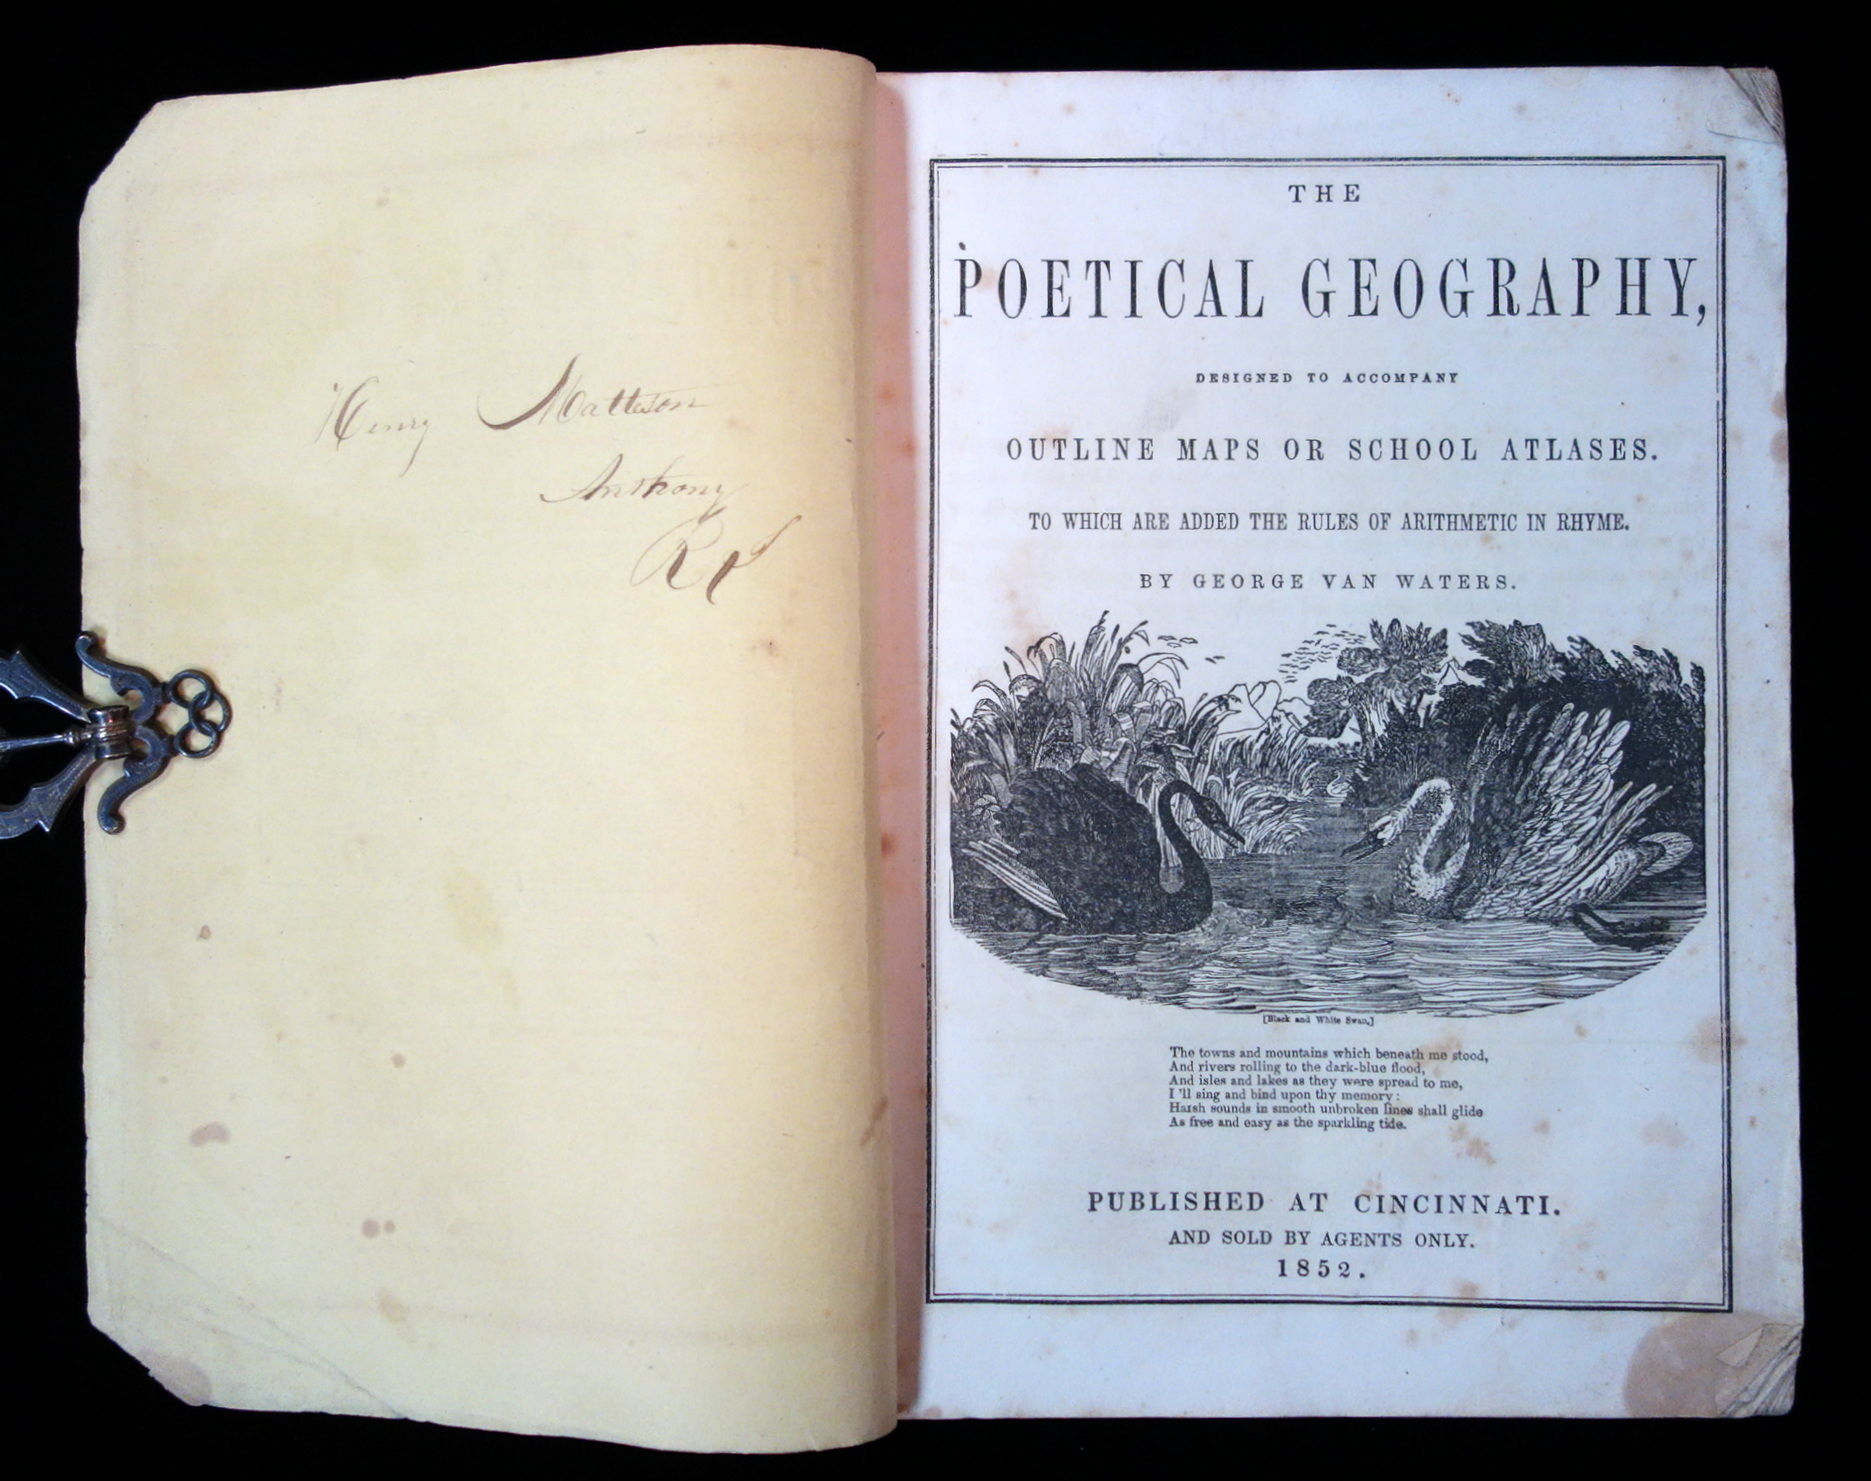 Henry Matteson
Anthony
RI
THE
POETICAL GEOGRAPHY,
DESIGNED TO ACCOMPANY
OUTLINE MAPS OR SCHOOL ATLASES.
TO WHICH ARE ADDED THE RULES OF ARITHMETIC IN RHYME.
BY GEORGE VAN WATERS.
[Black and White Swan.]
The towns and mountains which beneath me stood,
And rivers rolling to the dark-blue flood,
And isles and lakes as they were spread to me,
I'll sing and bind upon thy memory:
Harsh sounds in smooth unbroken lines shall glide
As free and easy as the sparkling tide.
PUBLISHED AT CINCINNATI.
AND SOLD BY AGENTS ONLY.
1852.